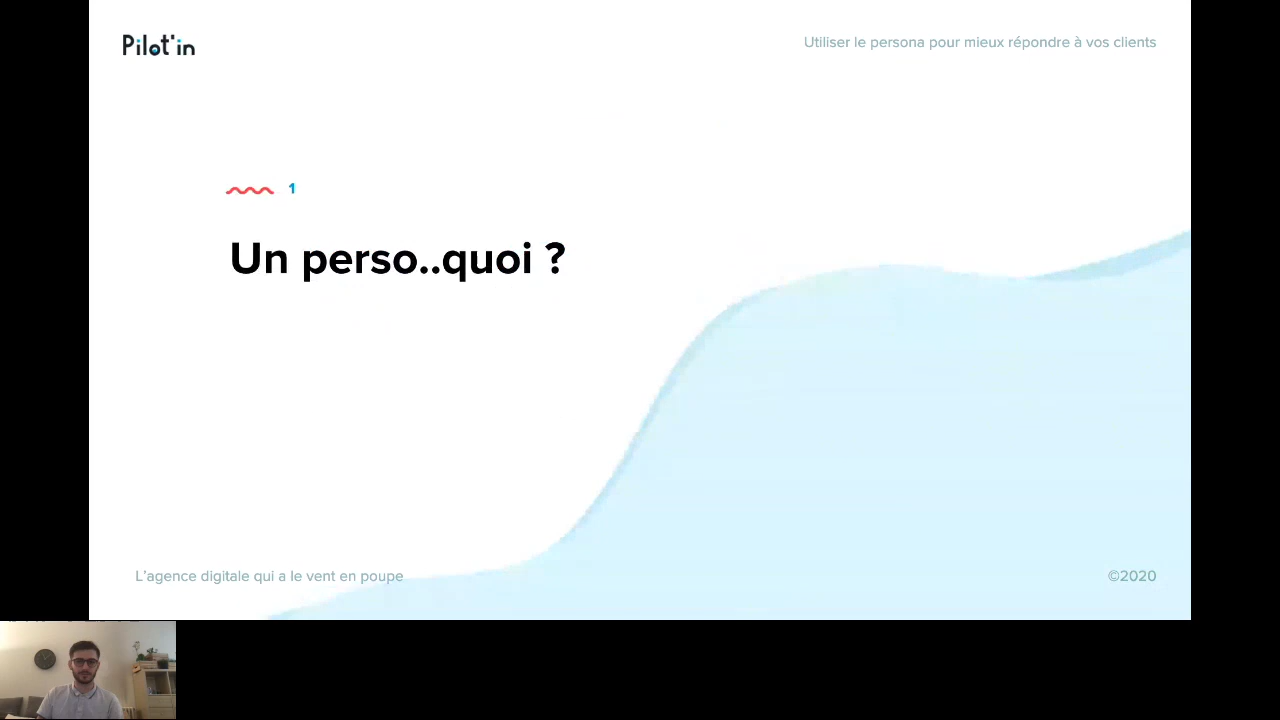 Pilot'in
Utiliser le persona pour mieux répondre à vos clients
1
Un perso..quoi ?
L'agence digitale qui a le vent en poupe
©2020